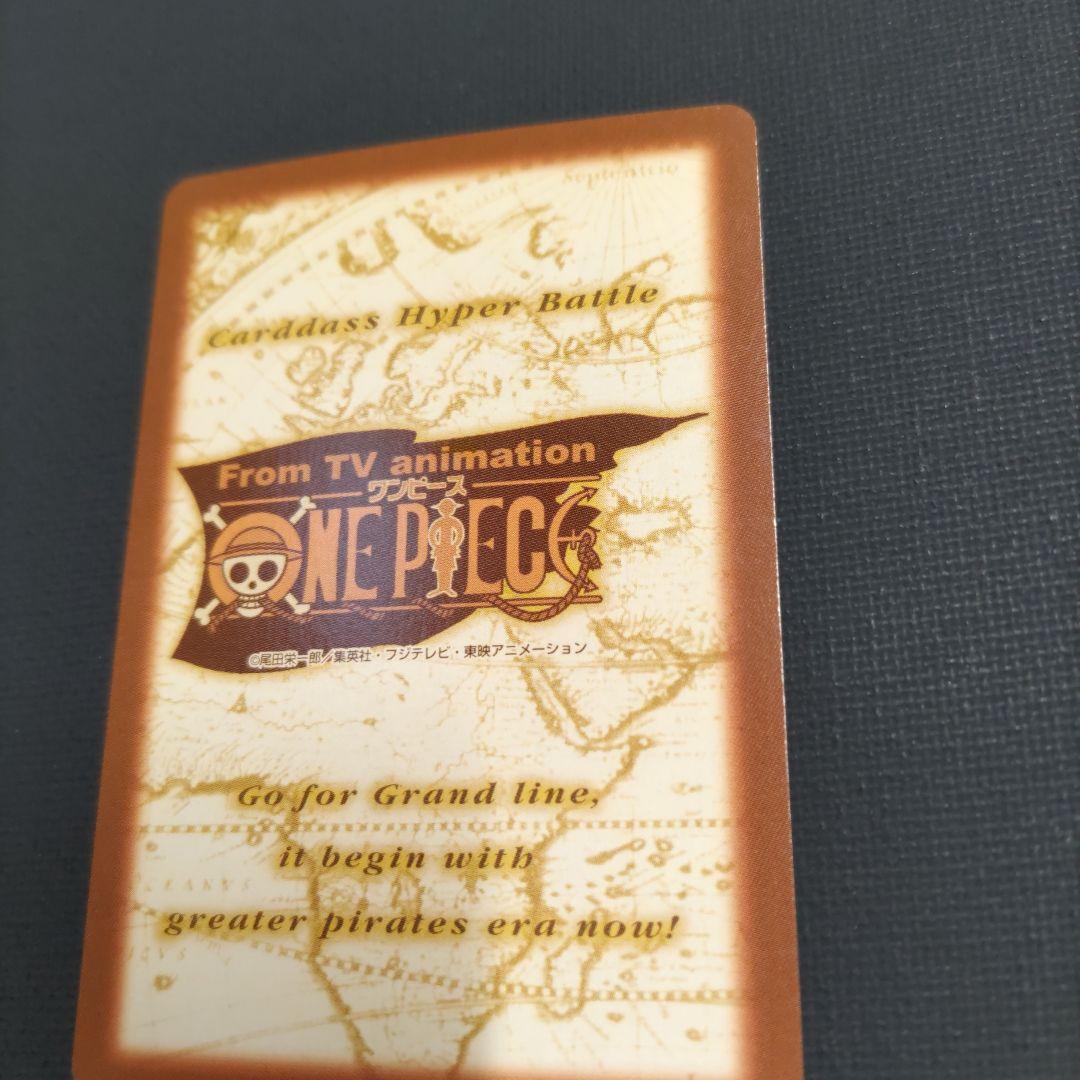 Septentrio
Carddass Hyper Battle
From TV animation
ワンピース
ONE PIECE
©尾田栄一郎／集英社・フジテレビ・東映アニメーション
Go for Grand line,
it begin with
greater pirates era now!